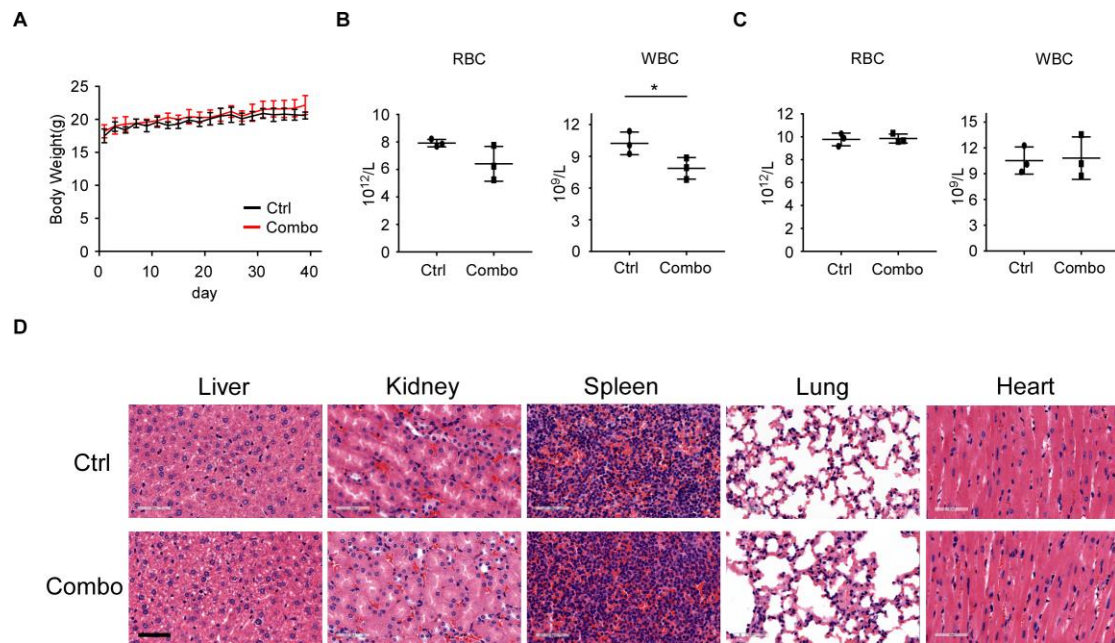 A
Body Weight(g)
25
20
15
10
5
0
Ctrl
Combo
0
10
20
30
40
day
B
RBC
10¹²/L
10
8
6
4
2
0
Ctrl
Combo
WBC
*
10⁹/L
12
9
6
3
0
Ctrl
Combo
C
RBC
10¹²/L
12
10
8
6
4
2
0
Ctrl
Combo
WBC
10⁹/L
15
12
9
6
3
0
Ctrl
Combo
D
Liver
Kidney
Spleen
Lung
Heart
Ctrl
Combo